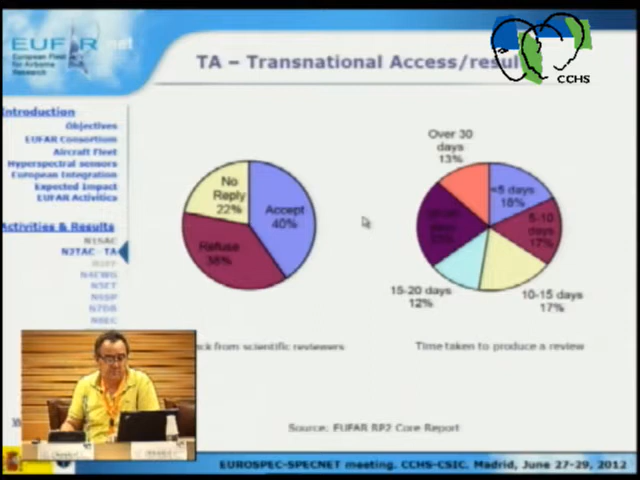 EUFAR.net
European Fleet
for Airborne
Research
TA – Transnational Access/resul
CCHS
Introduction
Objectives
EUFAR Consortium
Aircraft Fleet
Hyperspectral sensors
European Integration
Expected Impact
EUFAR Activitics
Activities & Results
N1SAC
N2TAC - TA
N4CWG
N5ET
N6SP
N7DB
N8EC
No
Reply
22%
Accept
40%
Refuse
38%
Over 30
days
13%
<5 days
18%
5-10
days
17%
10-15 days
17%
15-20 days
12%
ck from scientific reviewers
Time taken to produce a review
Source: EUFAR RP2 Core Report
EUROSPEC-SPECNET meeting. CCHS-CSIC. Madrid, June 27-29, 2012